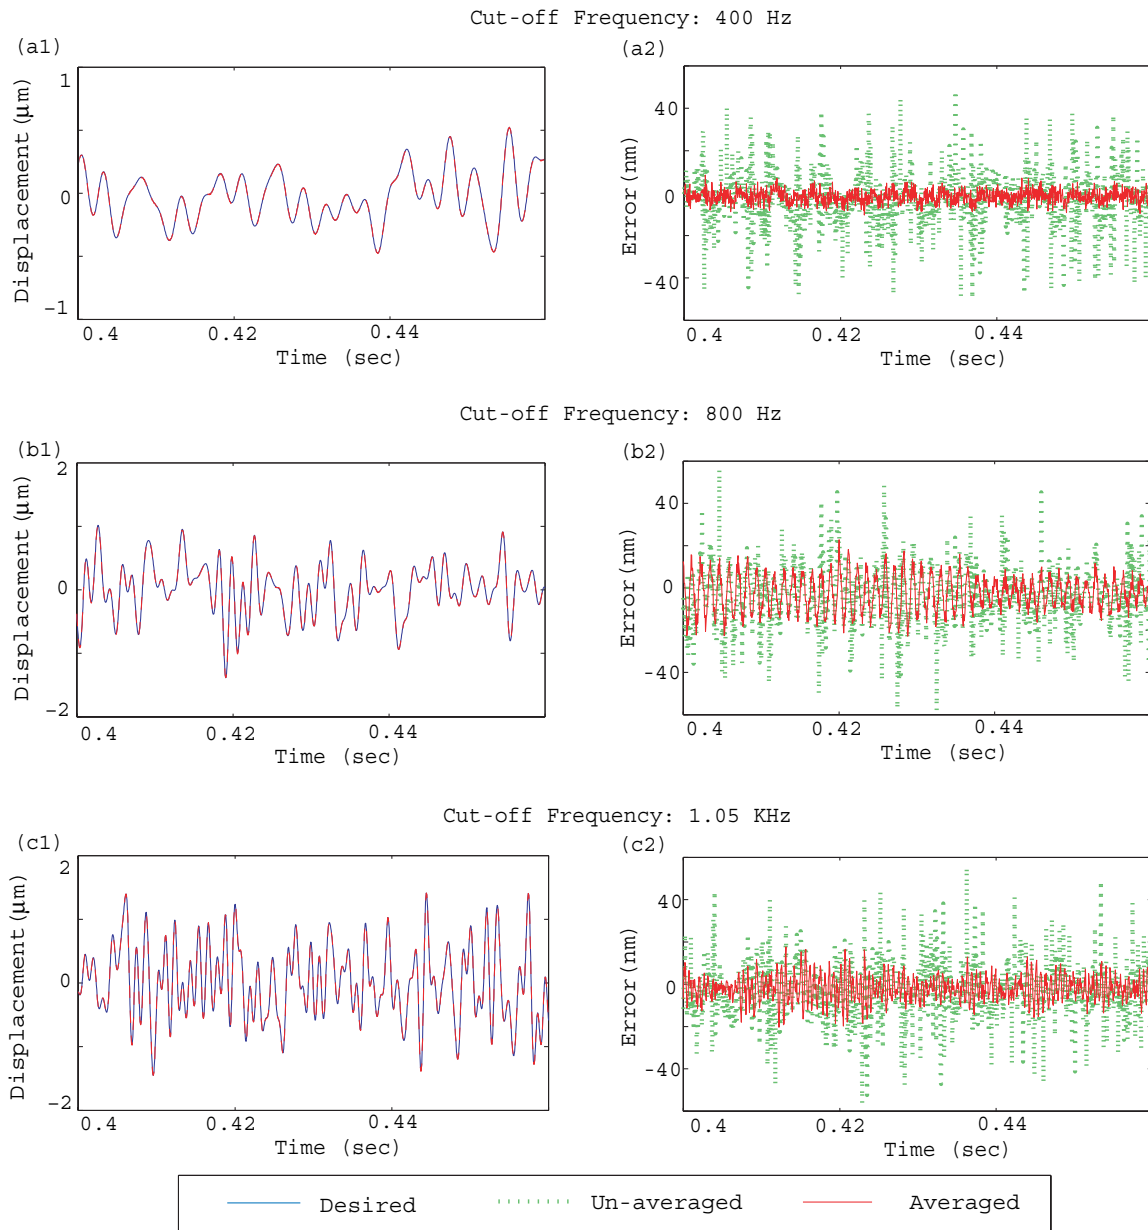 Cut-off Frequency: 400 Hz
(a1)
Displacement (μm)
1
0
-1
0.4
0.42
0.44
Time (sec)
(a2)
Error (nm)
40
0
-40
0.4
0.42
0.44
Time (sec)
Cut-off Frequency: 800 Hz
(b1)
Displacement (μm)
2
0
-2
0.4
0.42
0.44
Time (sec)
(b2)
Error (nm)
40
0
-40
0.4
0.42
0.44
Time (sec)
Cut-off Frequency: 1.05 KHz
(c1)
Displacement (μm)
2
0
-2
0.4
0.42
0.44
Time (sec)
(c2)
Error (nm)
40
0
-40
0.4
0.42
0.44
Time (sec)
Desired
Un-averaged
Averaged